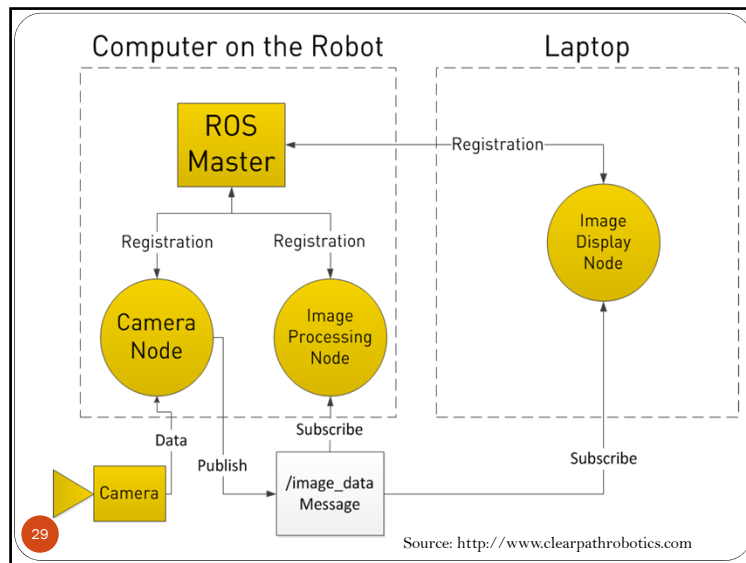 Computer on the Robot
Laptop
ROS
Master
Registration
Registration
Registration
Image
Display
Node
Camera
Node
Image
Processing
Node
Data
Publish
Subscribe
Subscribe
Camera
/image_data
Message
29
Source: http://www.clearpathrobotics.com